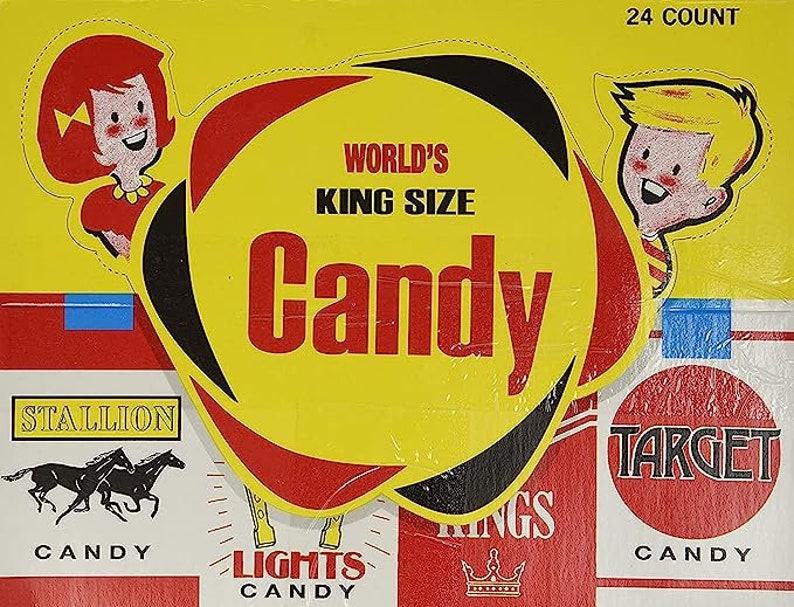 24 COUNT
WORLD'S
KING SIZE
Candy
STALLION
CANDY
LIGHTS
CANDY
KINGS
TARGET
CANDY